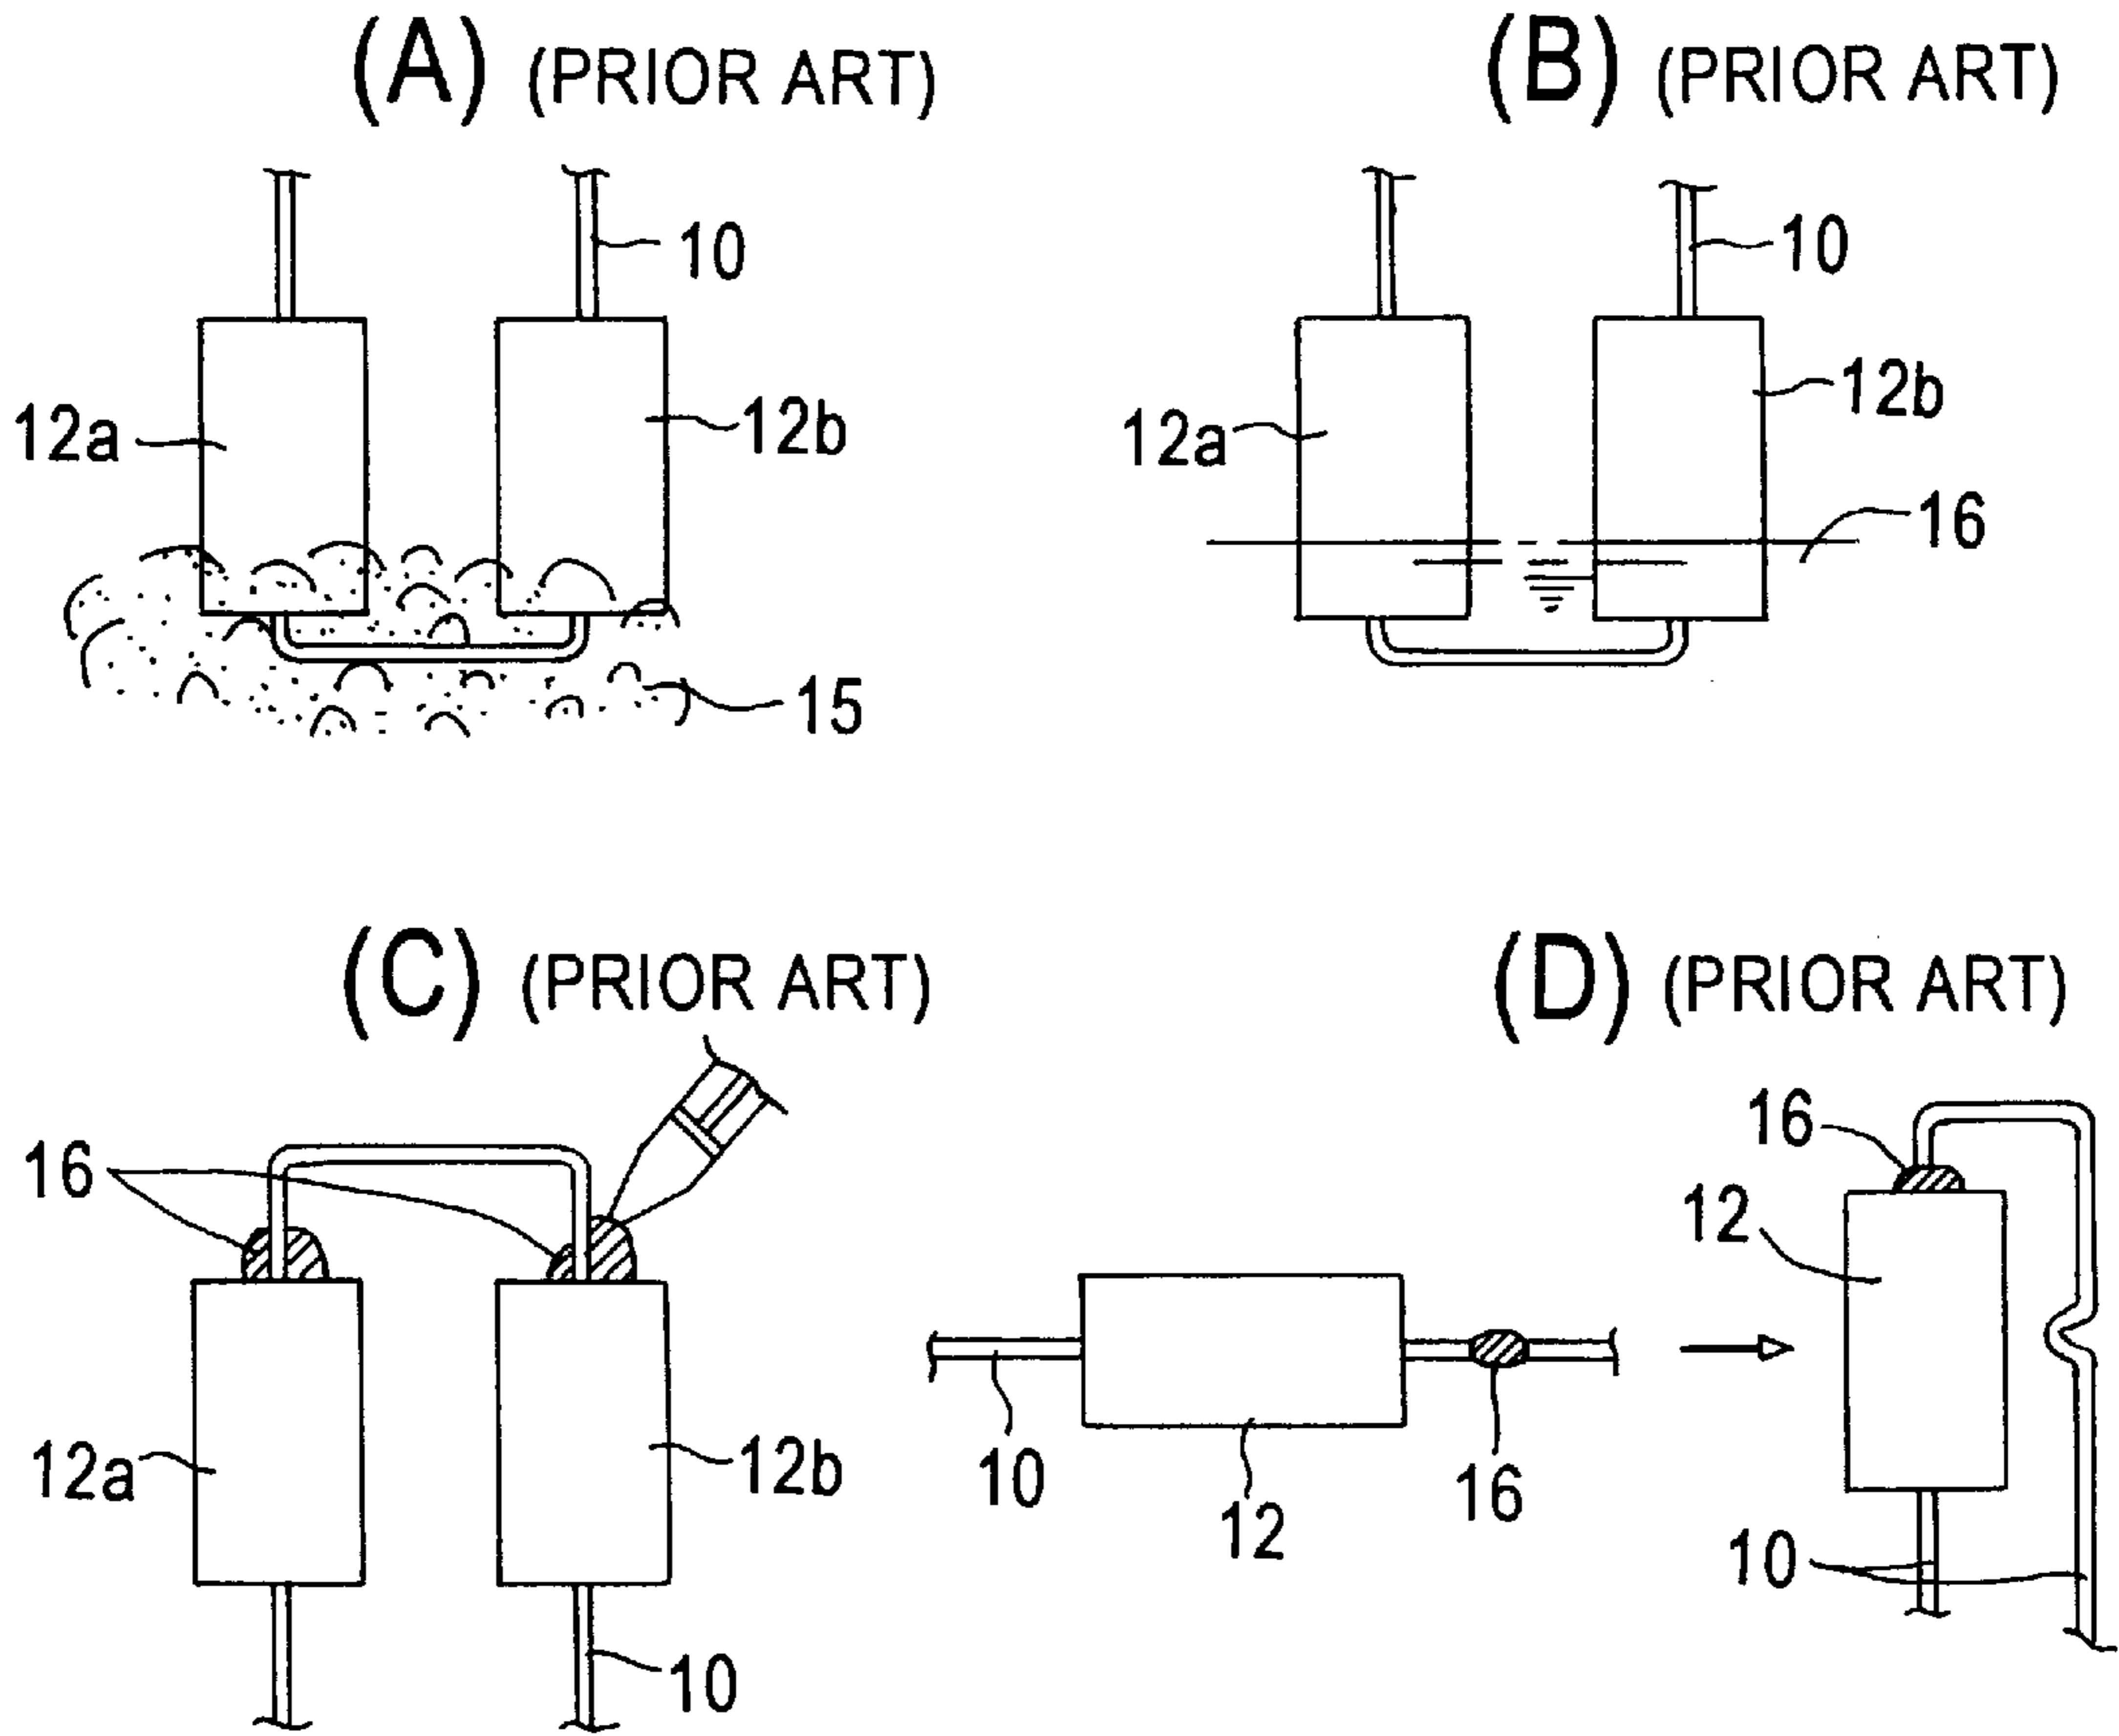 (A) (PRIOR ART)
(B) (PRIOR ART)
10
10
12a
12b
12a
12b
16
15
(C) (PRIOR ART)
(D) (PRIOR ART)
16
16
12
12a
12b
10
12
16
10
10